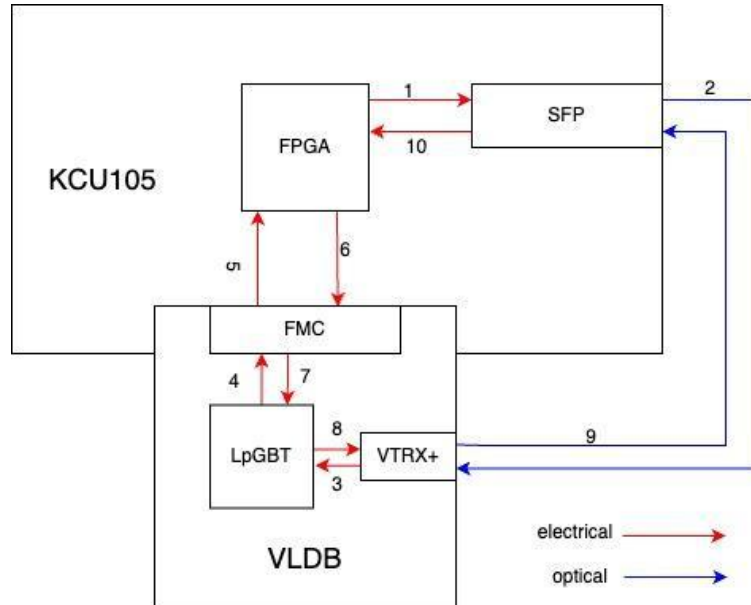 2
1
SFP
FPGA
10
KCU105
6
5
FMC
4
7
8
9
LpGBT
VTRX+
3
electrical
VLDB
optical